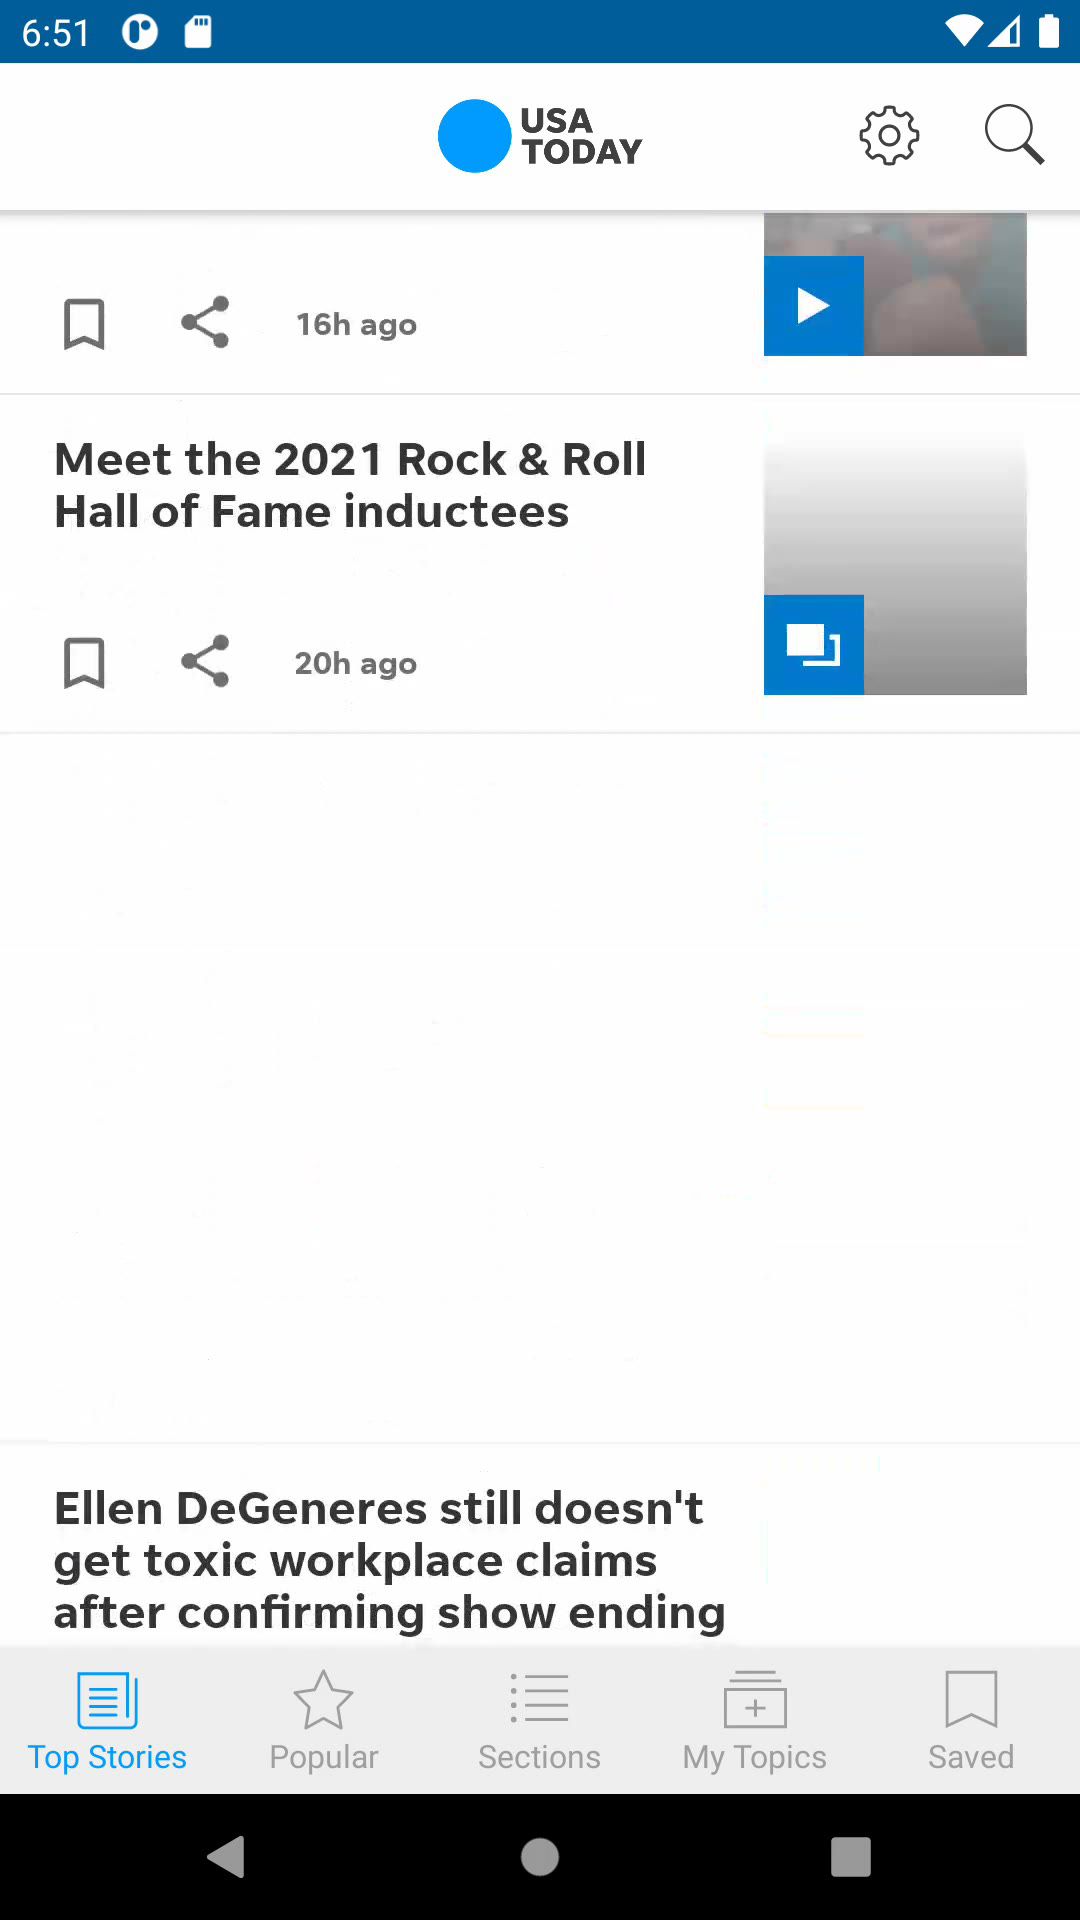 6:51
USA
TODAY
16h ago
Meet the 2021 Rock & Roll
Hall of Fame inductees
20h ago
Ellen DeGeneres still doesn't
get toxic workplace claims
after confirming show ending
Top Stories
Popular
Sections
My Topics
Saved